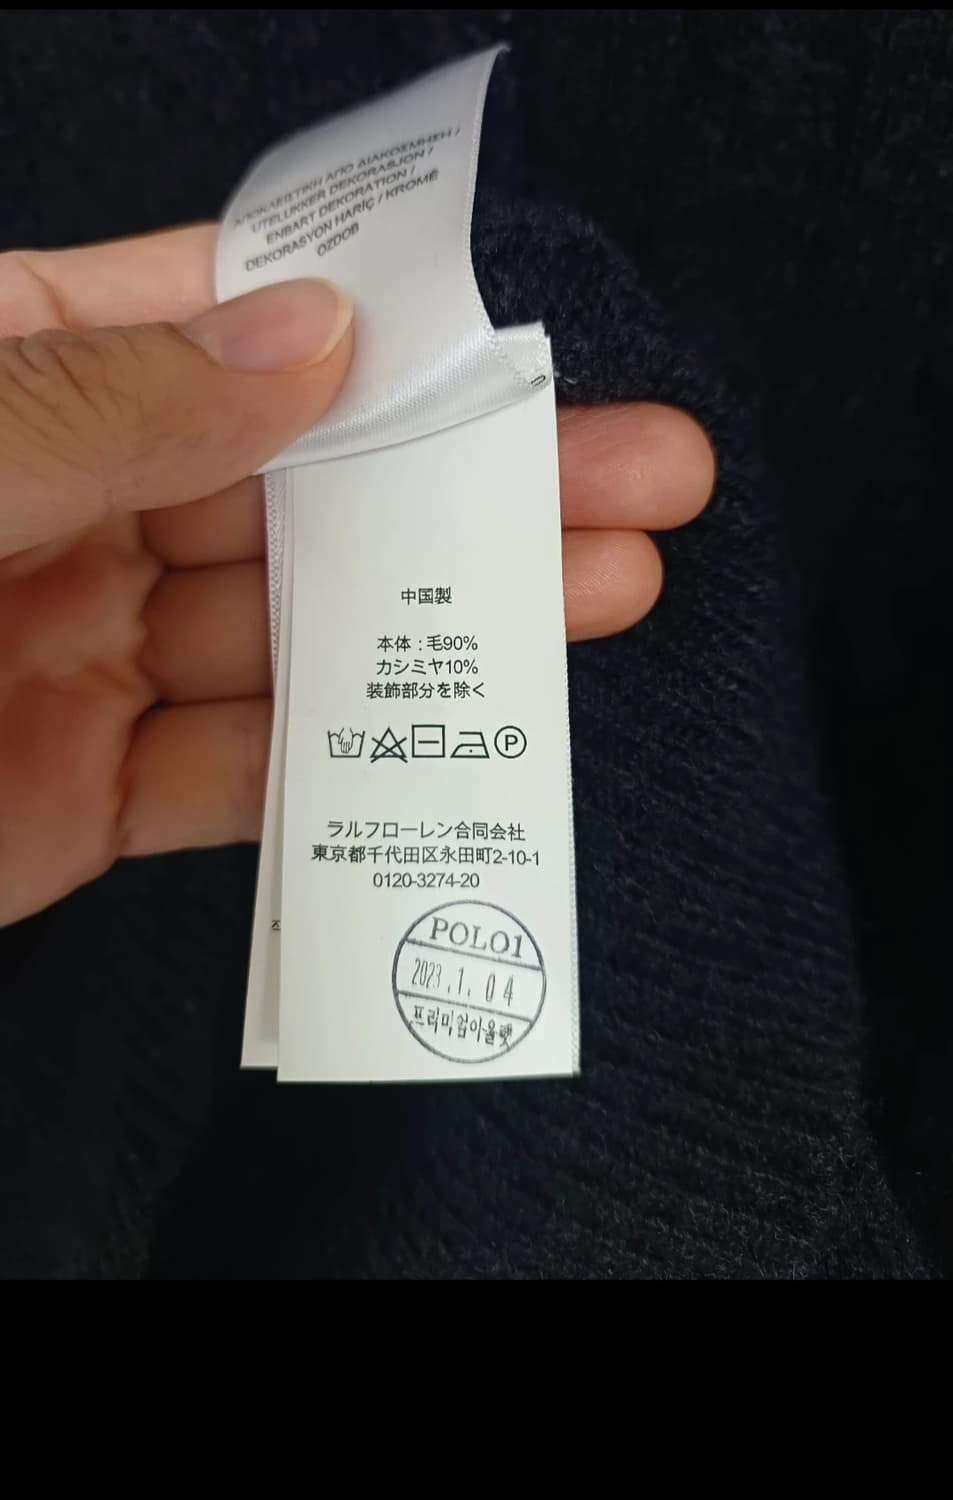 ΑΠΟΚΛΕΙΣΤΙΚΗ ΑΠΟ ΔΙΑΚΟΣΜΗΣΗ /
UTELUKKER DEKORASJON /
ENBART DEKORATION /
DEKORASYON HARİÇ / KROMĚ
OZDOB
中国製
本体 : 毛90%
カシミヤ10%
装飾部分を除く
P
ラルフローレン合同会社
東京都千代田区永田町2-10-1
0120-3274-20
POLO1
2023.1.04
프리미엄아울렛